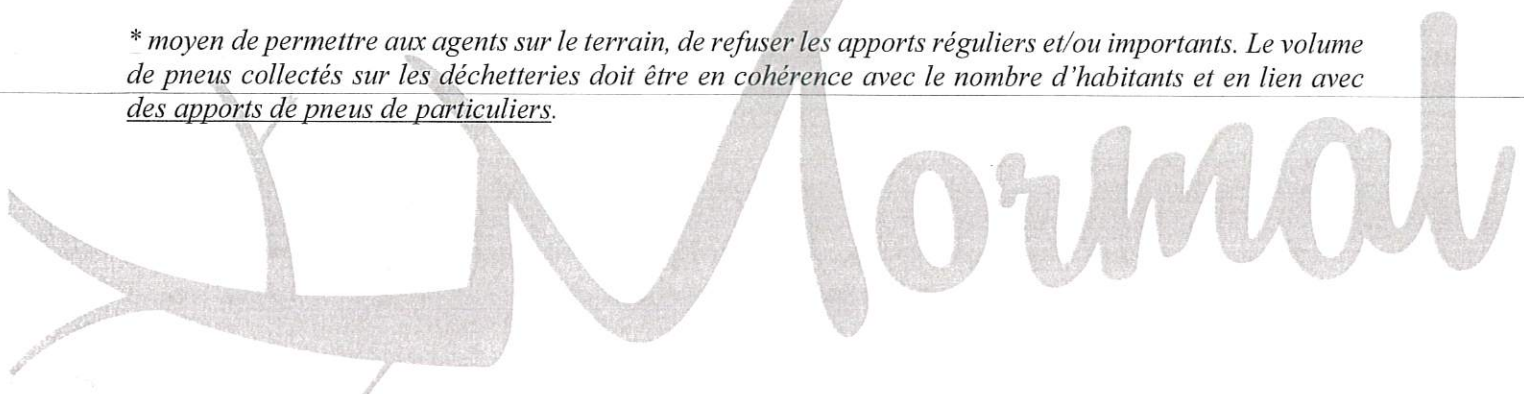 * moyen de permettre aux agents sur le terrain, de refuser les apports réguliers et/ou importants. Le volume
de pneus collectés sur les déchetteries doit être en cohérence avec le nombre d'habitants et en lien avec
des apports de pneus de particuliers.
Mormal